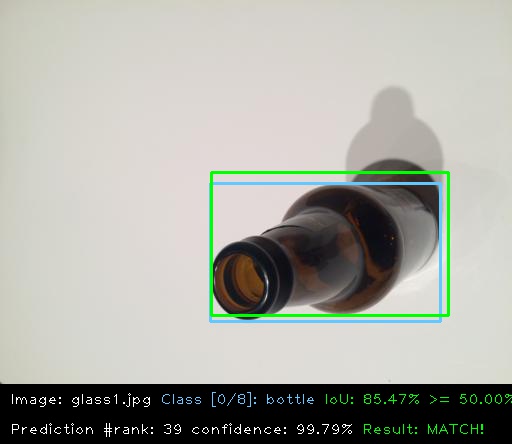 Image: glass1.jpg Class [0/8]: bottle IoU: 85.47% >= 50.00%
Prediction #rank: 39 confidence: 99.79% Result: MATCH!